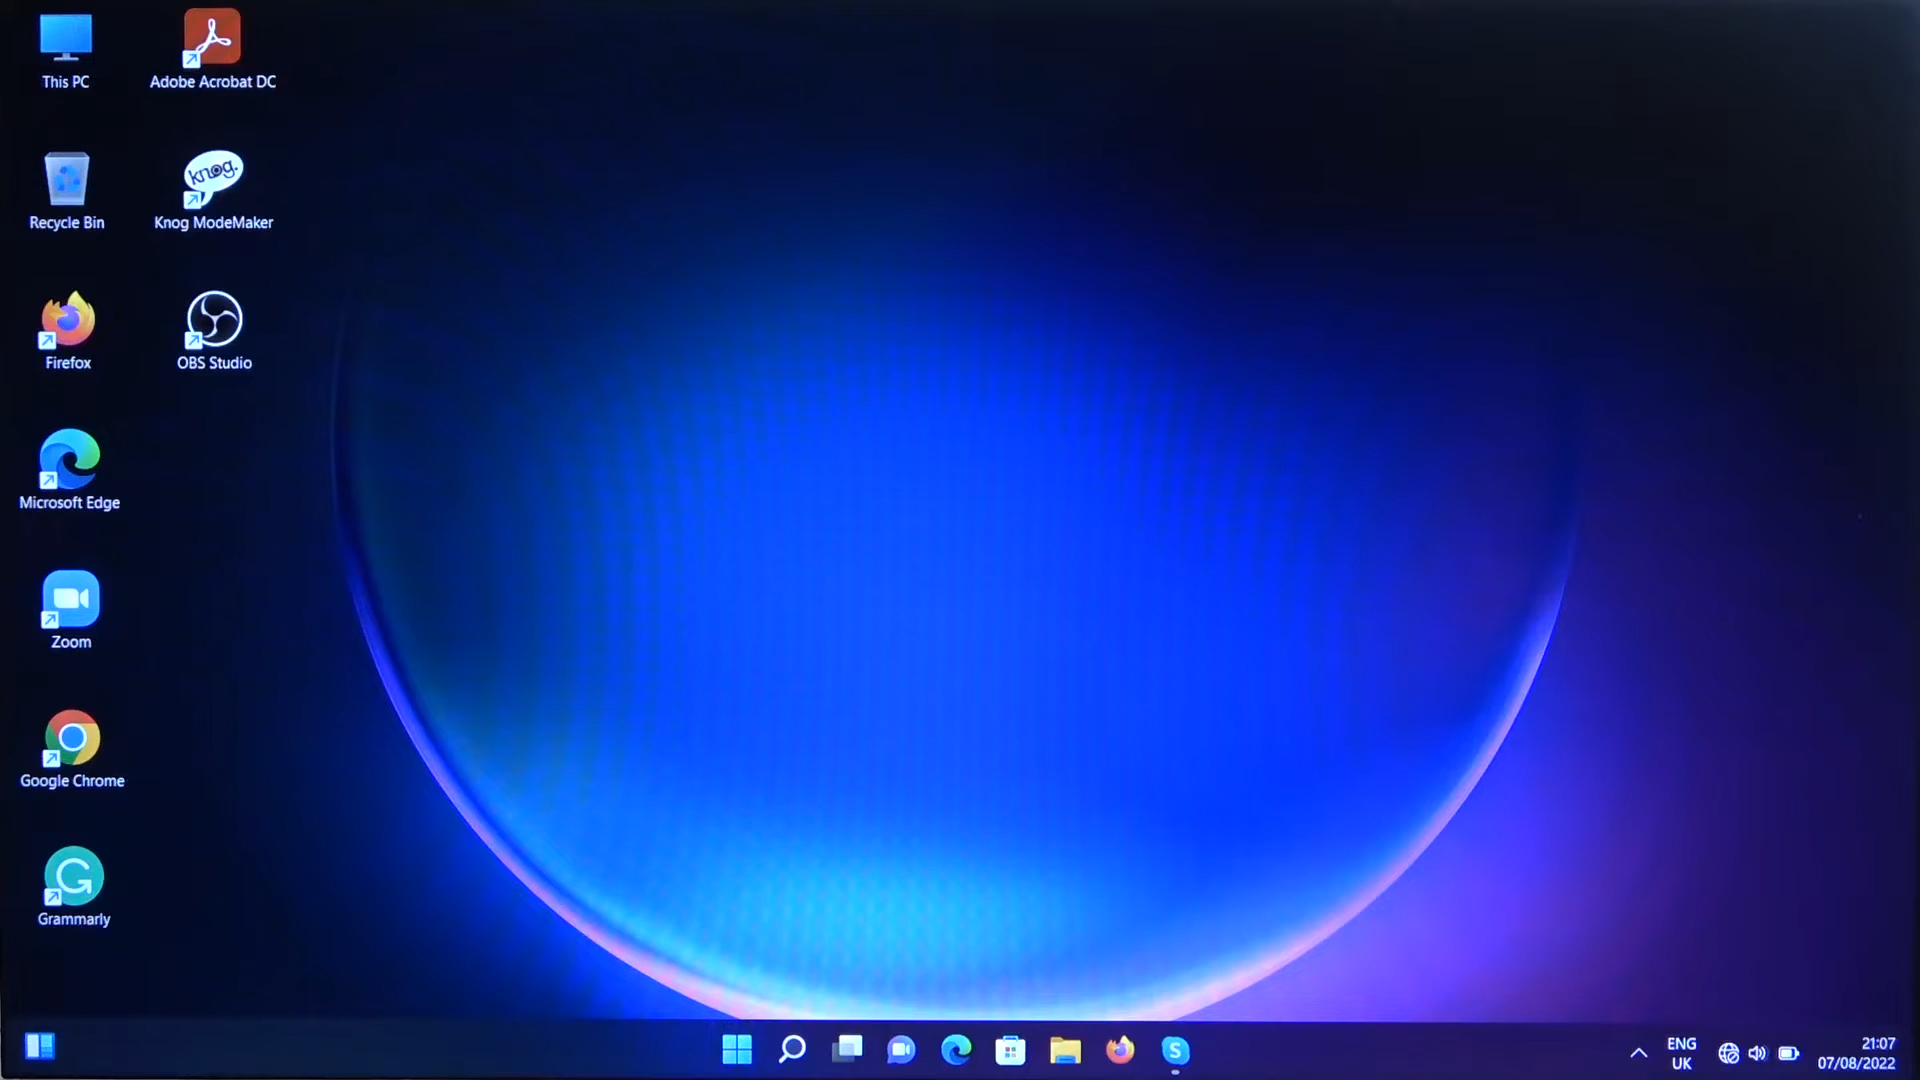 This PC
Adobe Acrobat DC
Recycle Bin
knog.
Knog ModeMaker
Firefox
OBS Studio
Microsoft Edge
Zoom
Google Chrome
G
Grammarly
S
ENG
UK
21:07
07/08/2022